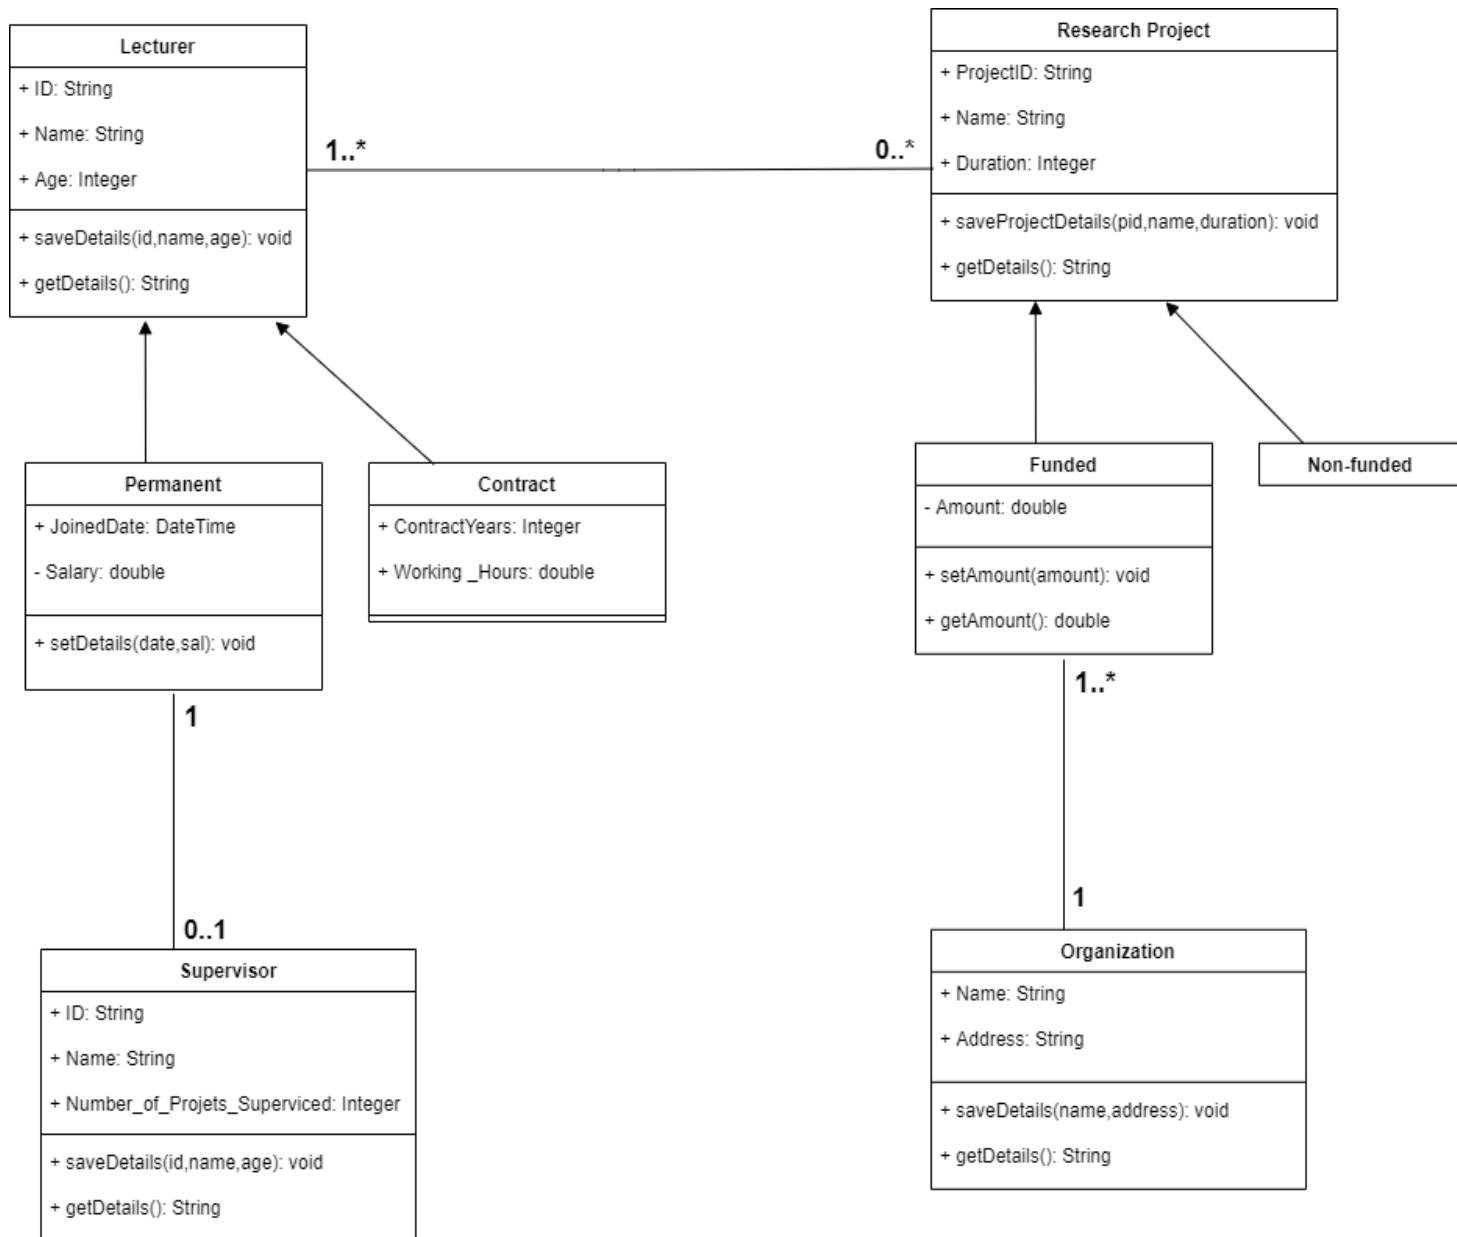 Lecturer
+ ID: String
+ Name: String
+ Age: Integer
+ saveDetails(id,name,age): void
+ getDetails(): String
1..*
0..*
Research Project
+ ProjectID: String
+ Name: String
+ Duration: Integer
+ saveProjectDetails(pid,name,duration): void
+ getDetails(): String
Permanent
+ JoinedDate: DateTime
- Salary: double
+ setDetails(date,sal): void
Contract
+ ContractYears: Integer
+ Working _Hours: double
Funded
- Amount: double
+ setAmount(amount): void
+ getAmount(): double
Non-funded
1
0..1
1..*
1
Supervisor
+ ID: String
+ Name: String
+ Number_of_Projets_Superviced: Integer
+ saveDetails(id,name,age): void
+ getDetails(): String
Organization
+ Name: String
+ Address: String
+ saveDetails(name,address): void
+ getDetails(): String